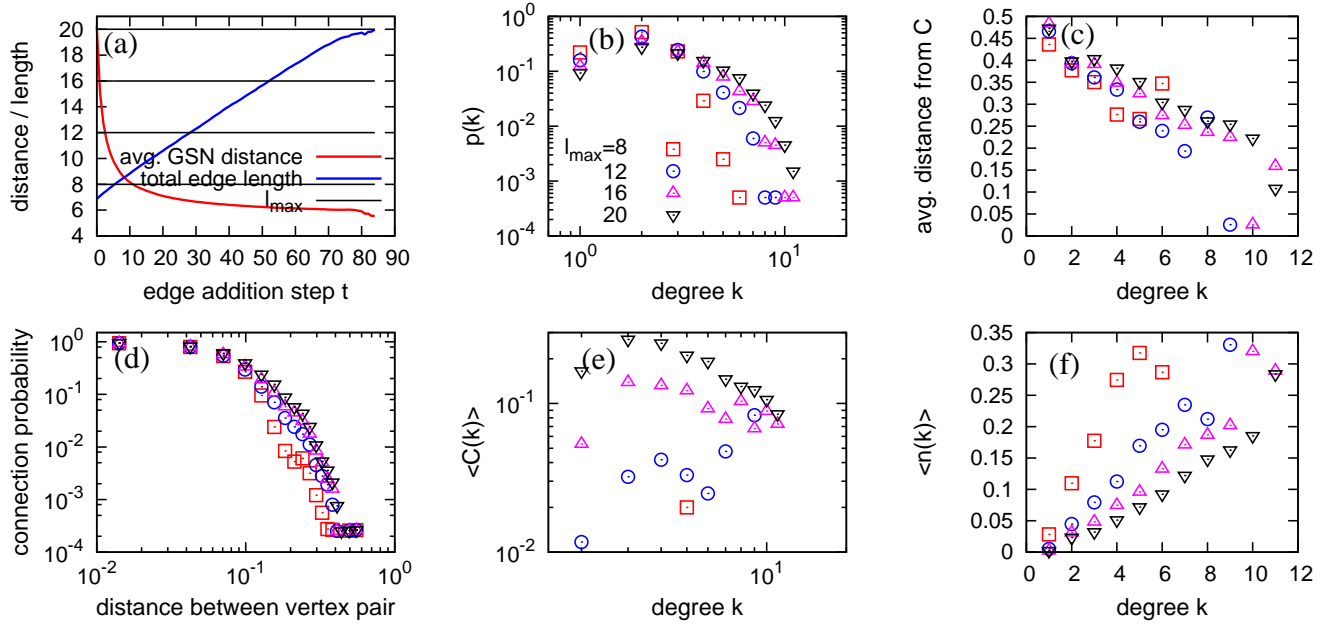 (a)
distance / length
20
18
16
14
12
10
8
6
4
avg. GSN distance
total edge length
l_max
0 10 20 30 40 50 60 70 80 90
edge addition step t
(b)
p(k)
10^0
10^-1
10^-2
10^-3
10^-4
l_max=8
12
16
20
10^0 10^1
degree k
(c)
avg. distance from C
0.5
0.45
0.4
0.35
0.3
0.25
0.2
0.15
0.1
0.05
0
0 2 4 6 8 10 12
degree k
(d)
connection probability
10^0
10^-1
10^-2
10^-3
10^-4
10^-2 10^-1 10^0
distance between vertex pair
(e)
<C(k)>
10^-1
10^-2
10^1
degree k
(f)
<n(k)>
0.35
0.3
0.25
0.2
0.15
0.1
0.05
0
0 2 4 6 8 10 12
degree k